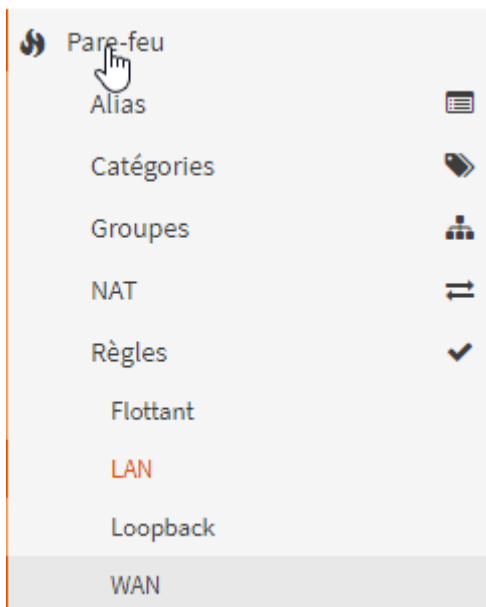 Pare-feu
Alias
Catégories
Groupes
NAT
Règles
Flottant
LAN
Loopback
WAN